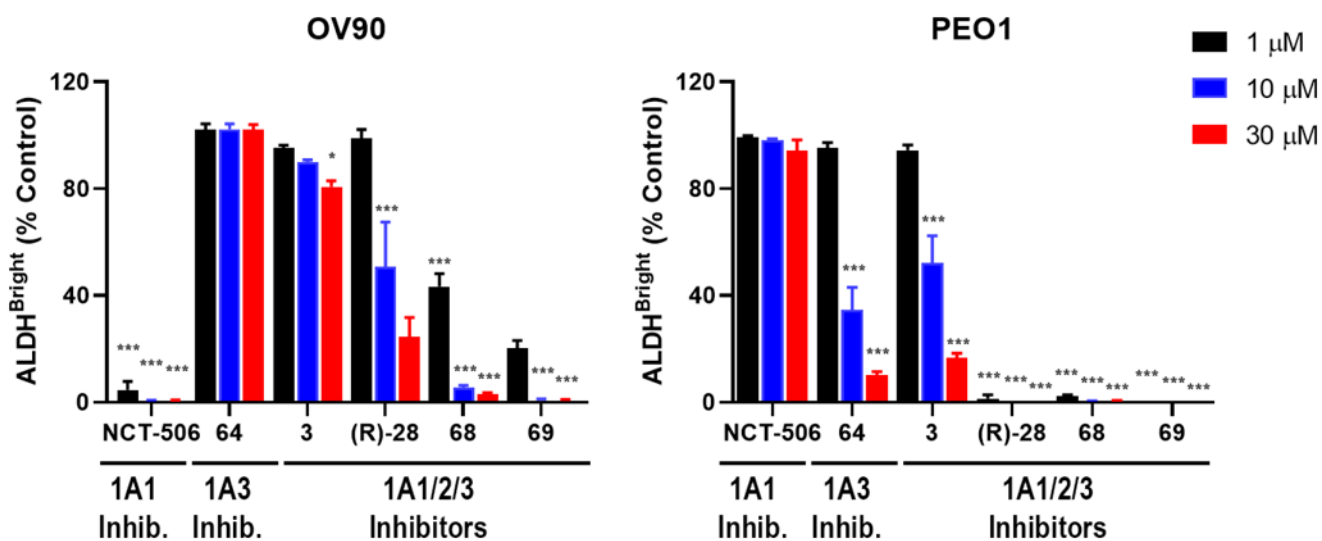 OV90
PEO1
1 μM
10 μM
30 μM
ALDH^Bright (% Control)
120
80
40
0
*** *** ***
*
***
***
*** ***
*** ***
NCT-506 64 3 (R)-28 68 69
1A1 Inhib.
1A3 Inhib.
1A1/2/3 Inhibitors
ALDH^Bright (% Control)
120
80
40
0
***
***
***
***
*** *** ***
*** *** ***
*** *** ***
NCT-506 64 3 (R)-28 68 69
1A1 Inhib.
1A3 Inhib.
1A1/2/3 Inhibitors